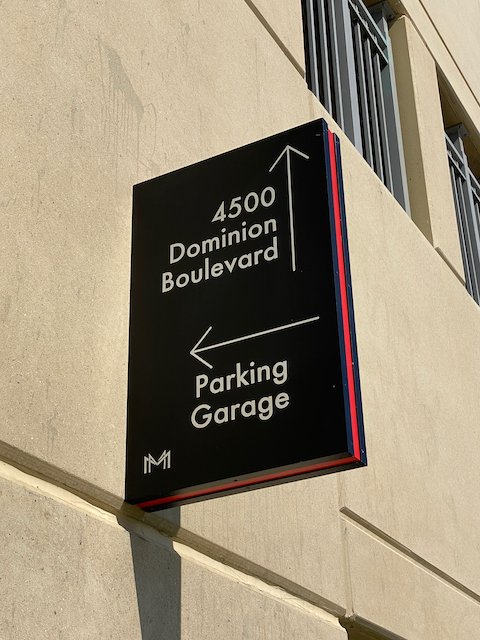 4500
Dominion
Boulevard
Parking
Garage
M